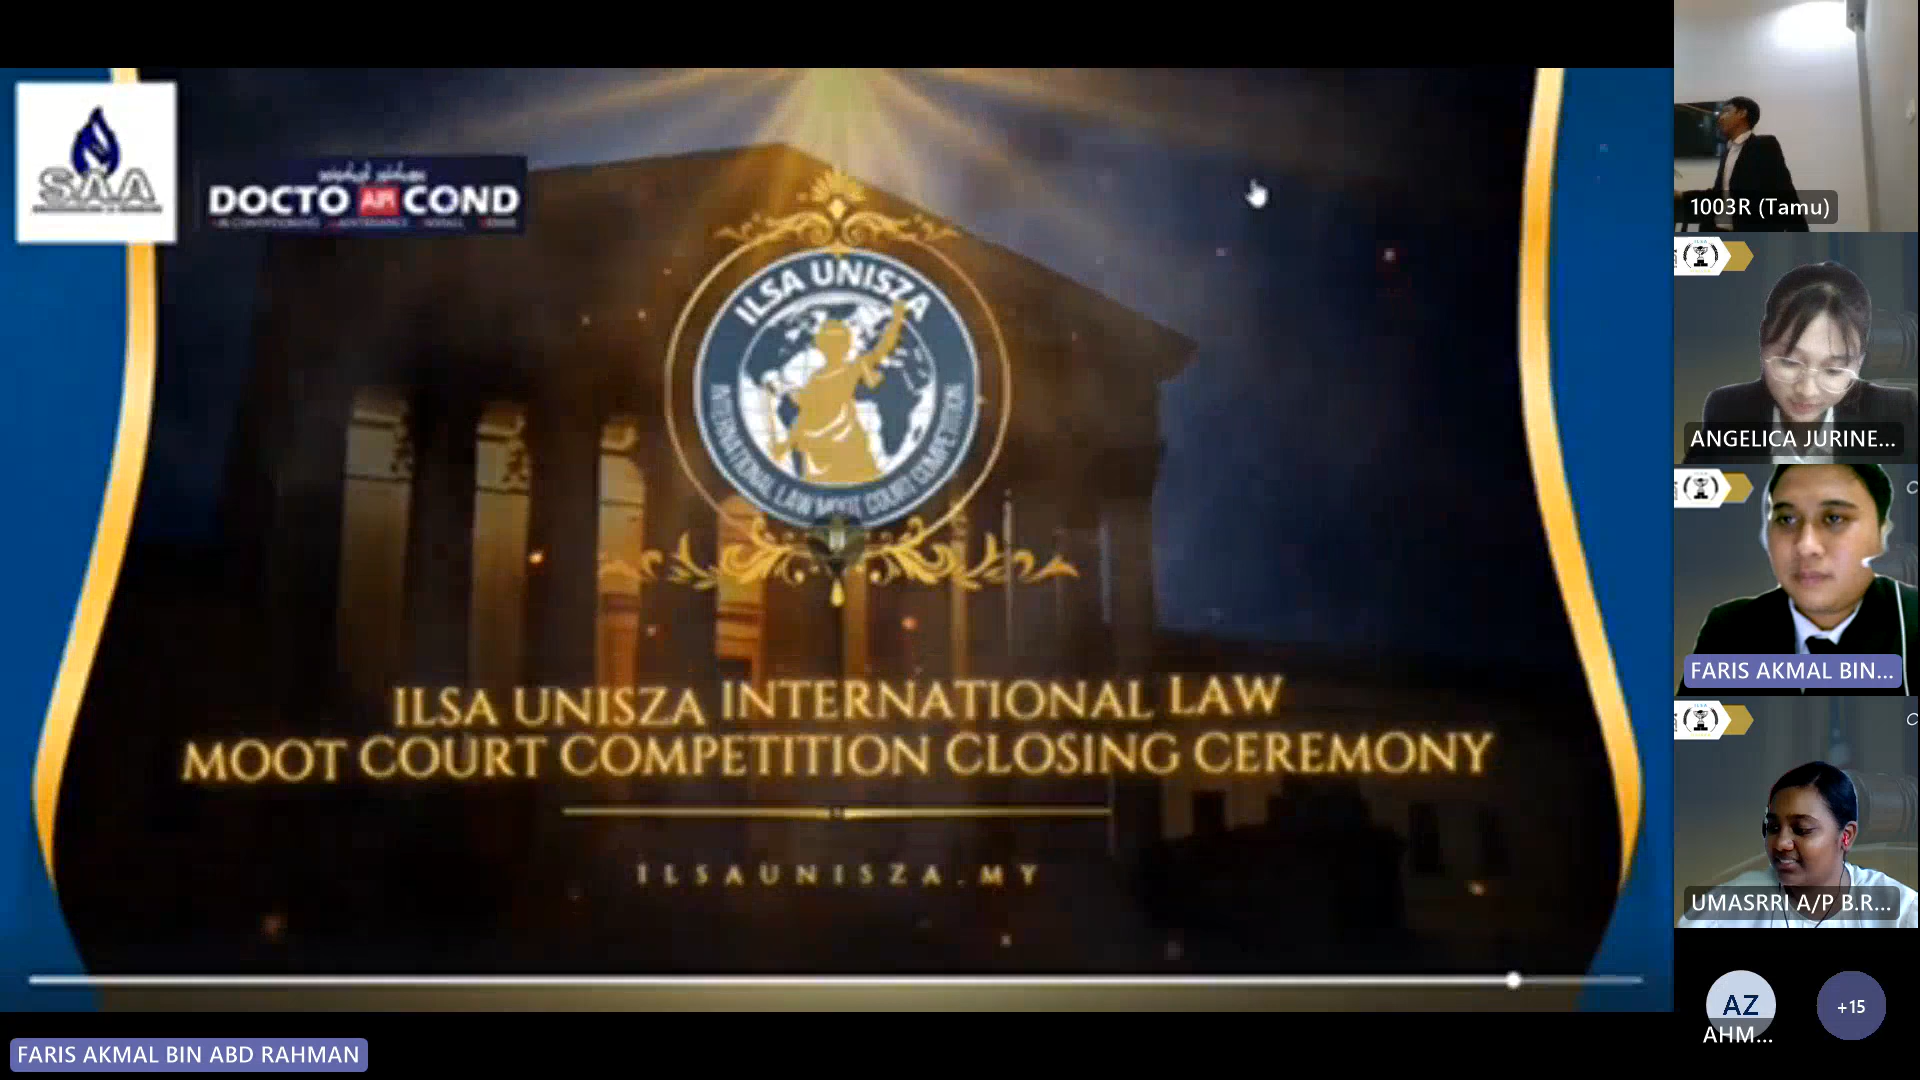 SAA
DOCTO AIR COND
ILSA UNISZA
INTERNATIONAL LAW MOOT COURT COMPETITION
ILSA UNISZA INTERNATIONAL LAW
MOOT COURT COMPETITION CLOSING CEREMONY
ILSAUNISZA.MY
FARIS AKMAL BIN ABD RAHMAN
1003R (Tamu)
ANGELICA JURINE...
FARIS AKMAL BIN...
UMASRRI A/P B.R...
AZ
AHM...
+15